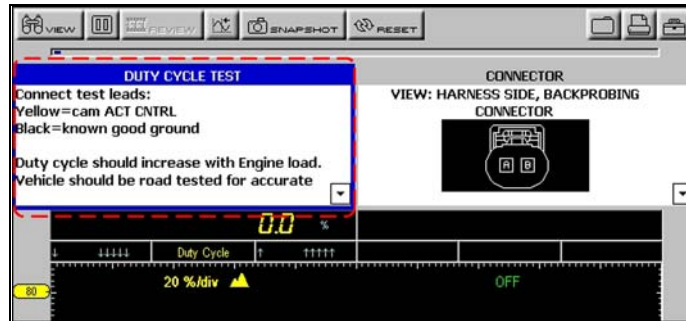 VIEW REVIEW SNAPSHOT RESET
DUTY CYCLE TEST
Connect test leads:
Yellow=cam ACT CNTRL
Black=known good ground
Duty cycle should increase with Engine load.
Vehicle should be road tested for accurate
CONNECTOR
VIEW: HARNESS SIDE, BACKPROBING
CONNECTOR
A B
0.0 %
↓ ↓↓↓↓↓ Duty Cycle ↑ ↑↑↑↑↑
20 %/div OFF
80